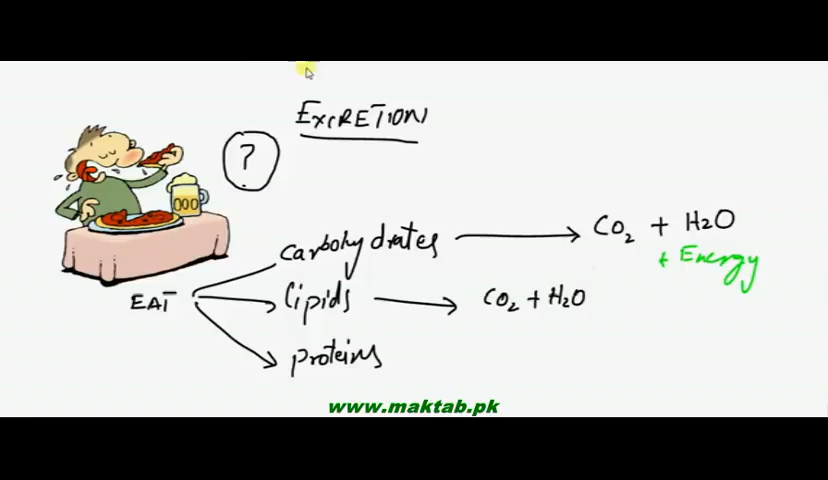 EXCRETION
?
Carbohydrates → CO2 + H2O
+ Energy
EAT lipids → CO2 + H2O
proteins
www.maktab.pk